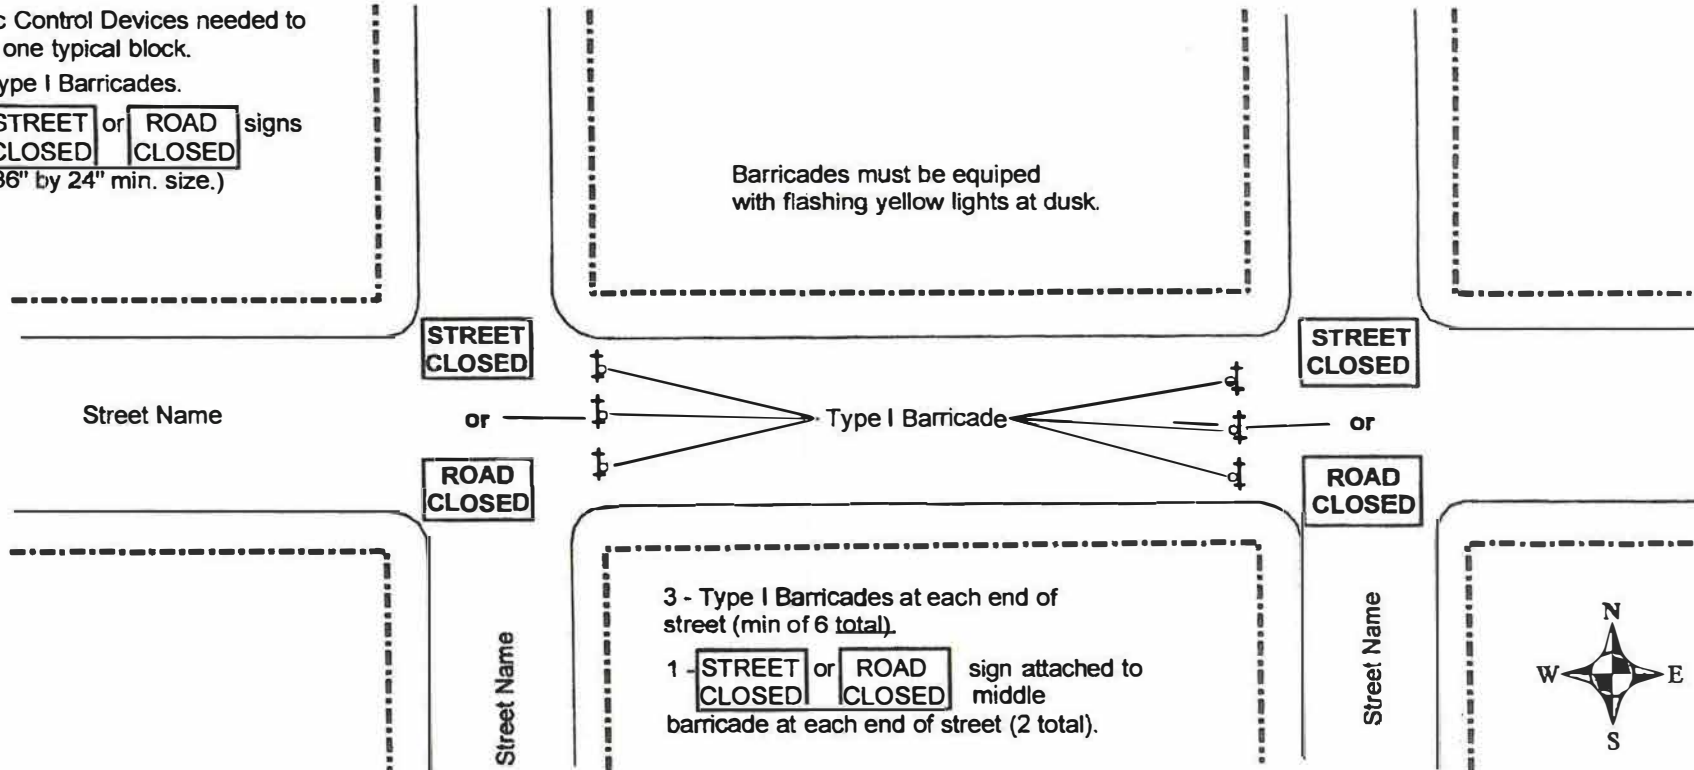 c Control Devices needed to
one typical block.
ype I Barricades.
STREET or ROAD signs
CLOSED CLOSED
36" by 24" min. size.)
Barricades must be equiped
with flashing yellow lights at dusk.
STREET
CLOSED
STREET
CLOSED
Street Name
or
Type I Barricade
or
ROAD
CLOSED
ROAD
CLOSED
3 - Type I Barricades at each end of
street (min of 6 total).
1 - STREET or ROAD sign attached to
CLOSED CLOSED middle
barricade at each end of street (2 total).
Street Name
Street Name
N
W E
S